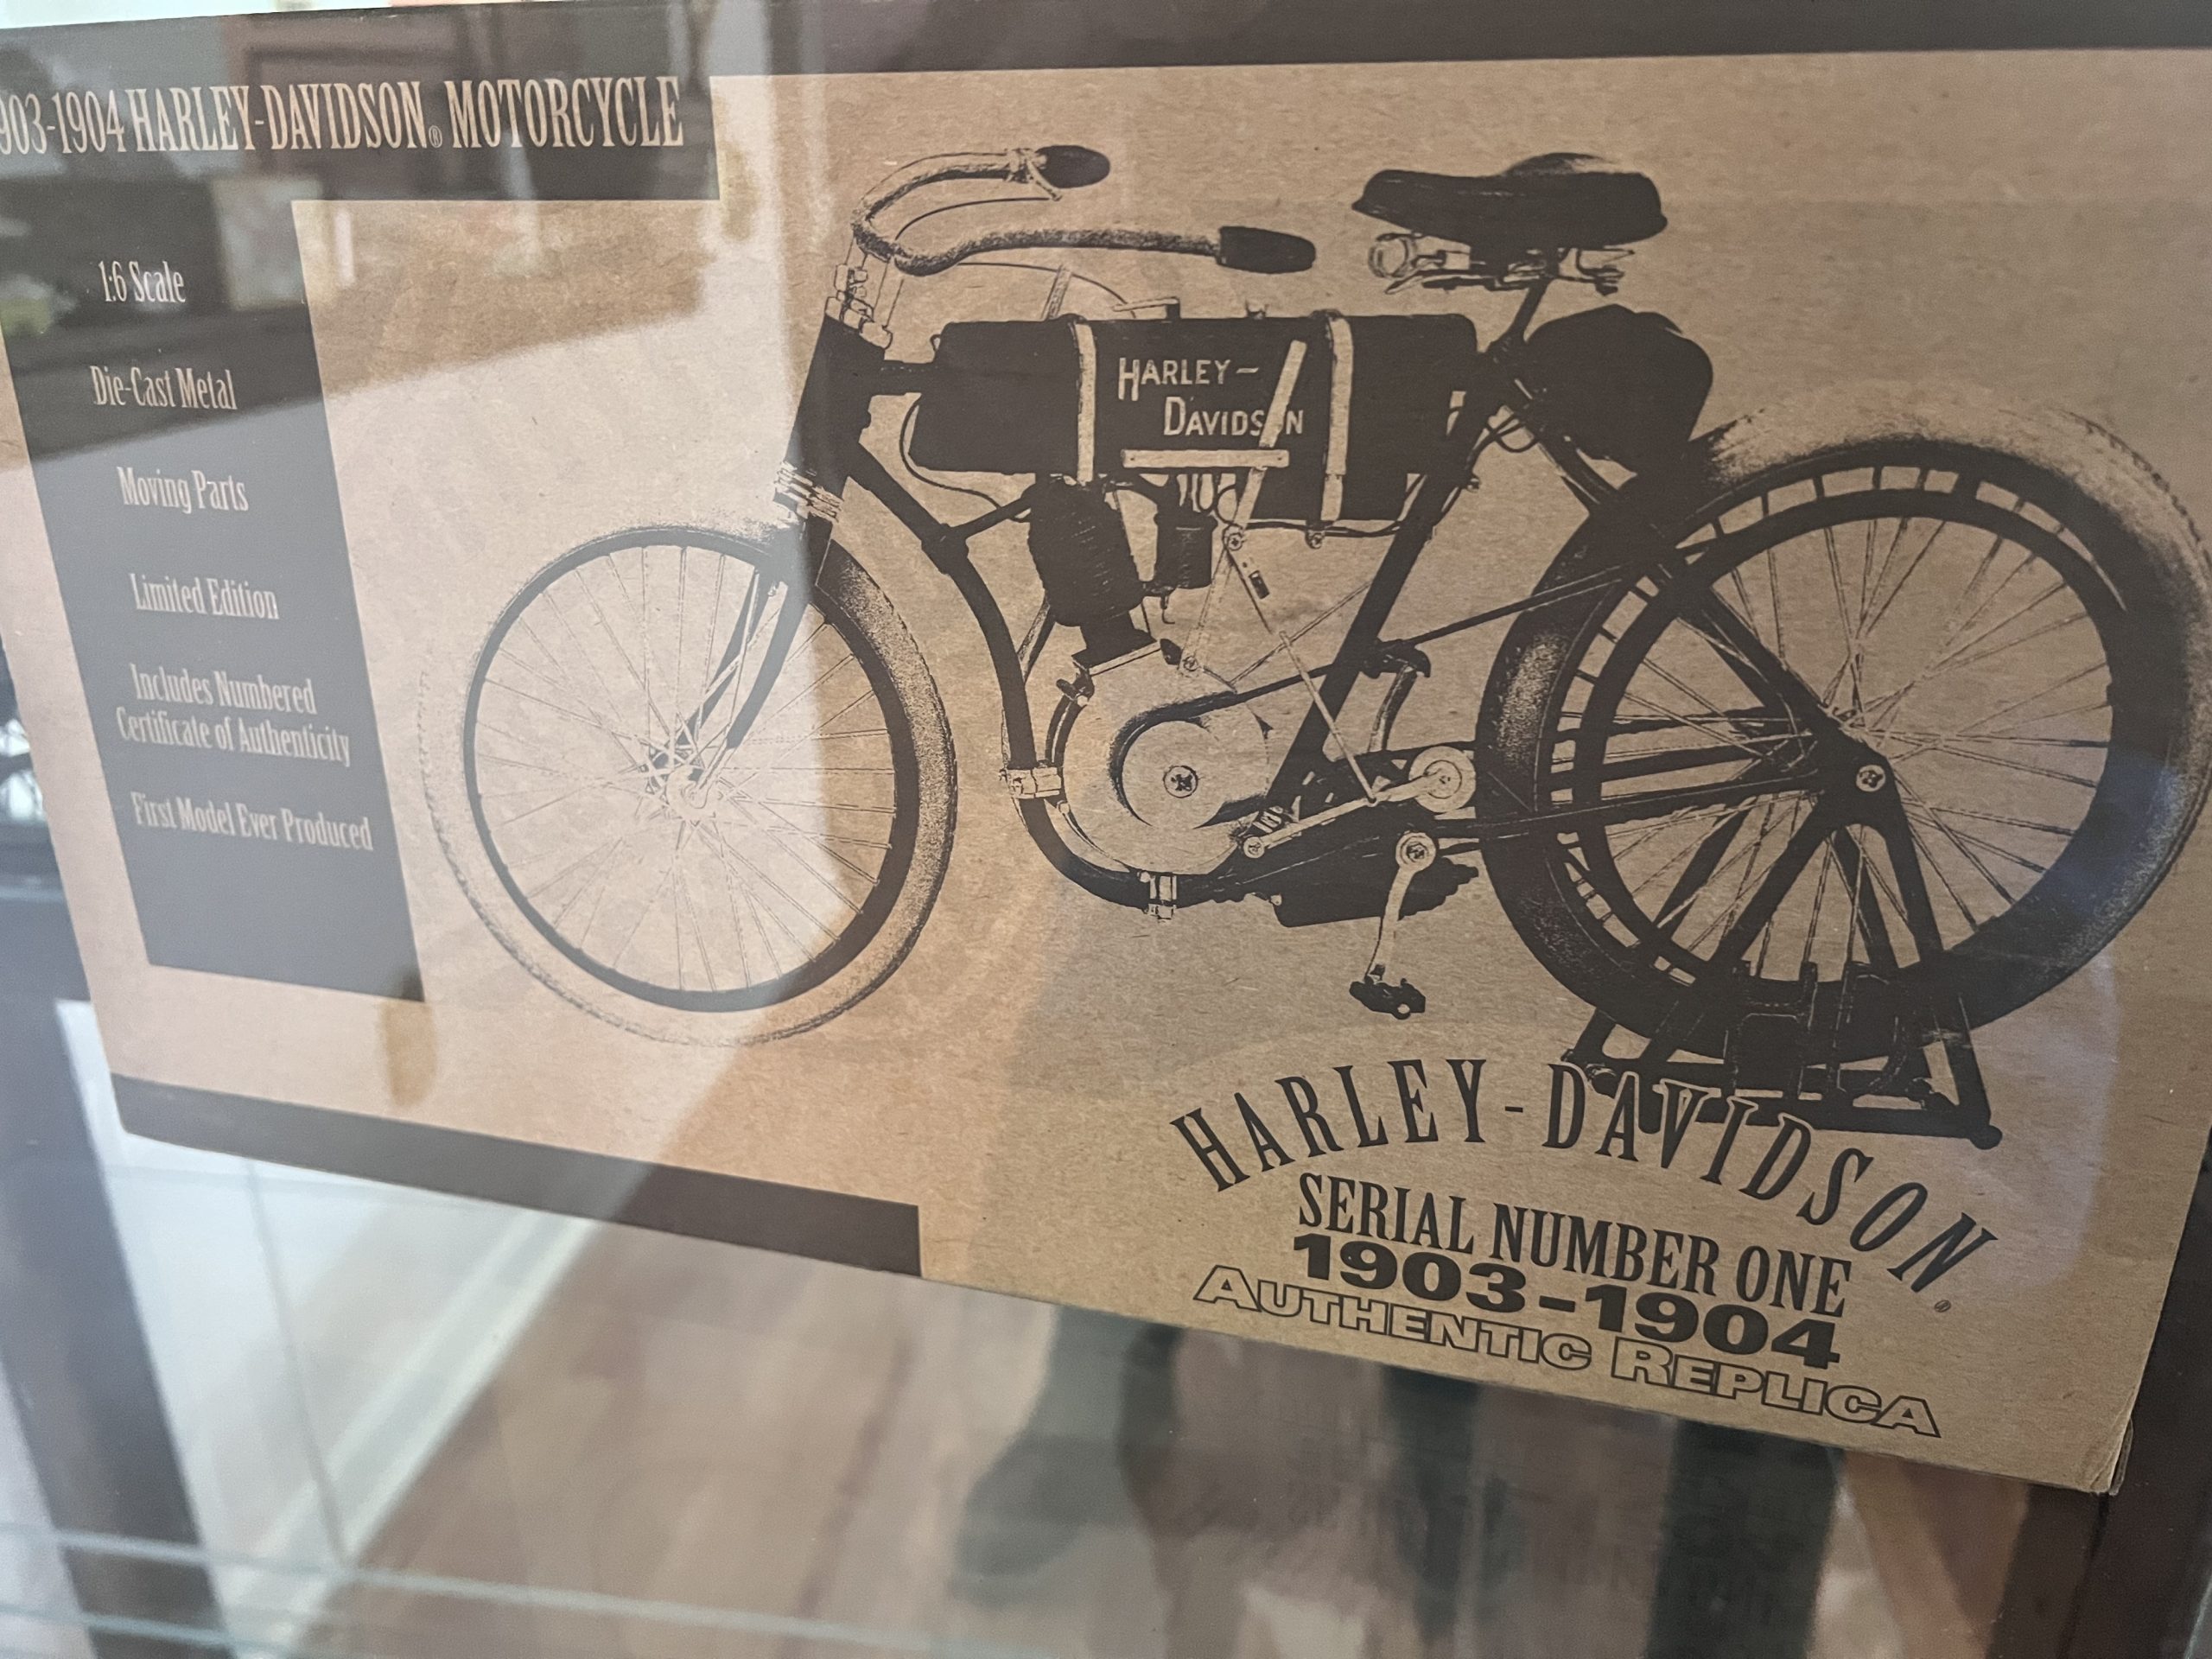 903-1904 HARLEY-DAVIDSON® MOTORCYCLE
1:6 Scale
Die-Cast Metal
Moving Parts
Limited Edition
Includes Numbered
Certificate of Authenticity
First Model Ever Produced
HARLEY-
DAVIDSON
HARLEY-DAVIDSON®
SERIAL NUMBER ONE
1903-1904
AUTHENTIC REPLICA